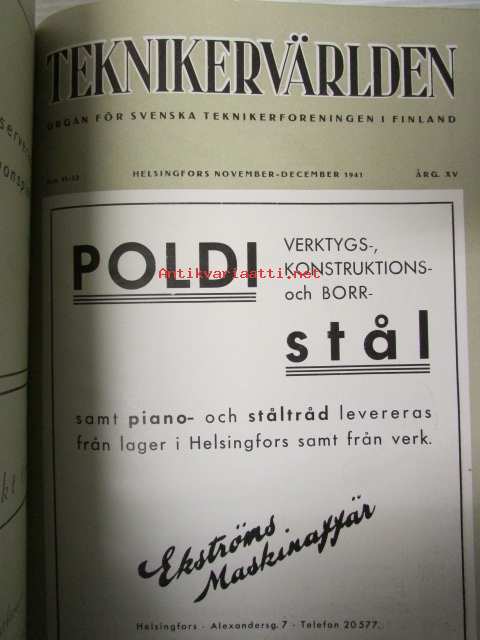 TEKNIKERVÄRLDEN
ORGAN FÖR SVENSKA TEKNIKERFÖRENINGEN I FINLAND
HELSINGFORS NOVEMBER–DECEMBER 1941 ÅRG. XV
POLDI
VERKTYGS-,
KONSTRUKTIONS-
och BORR-
stål
Antikvariaatti.net
samt piano- och ståltråd levereras
från lager i Helsingfors samt från verk.
Ekströms
Maskinaffär
Helsingfors - Alexandersg. 7 - Telefon 20 577.